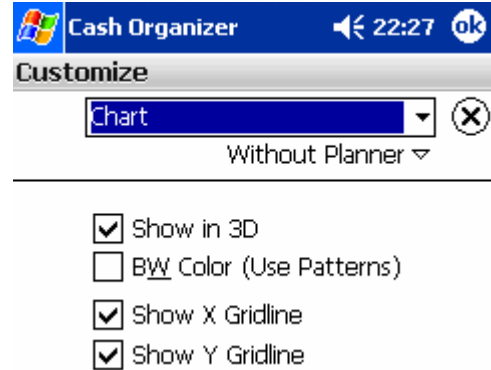 Cash Organizer 22:27 ok
Customize
Chart
Without Planner
Show in 3D
BW Color (Use Patterns)
Show X Gridline
Show Y Gridline